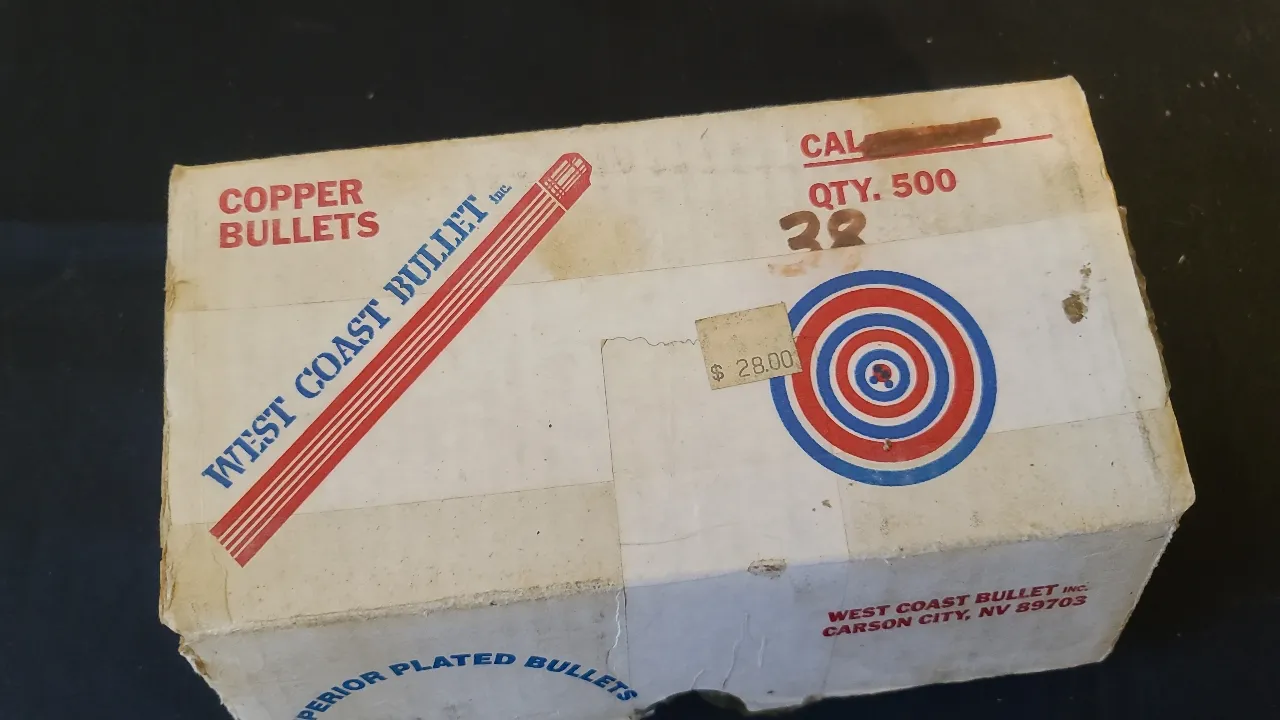 COPPER
BULLETS
WEST COAST BULLET Inc.
CAL
QTY. 500
38
$ 28.00
WEST COAST BULLET INC.
CARSON CITY, NV 89703
PERIOR PLATED BULLETS